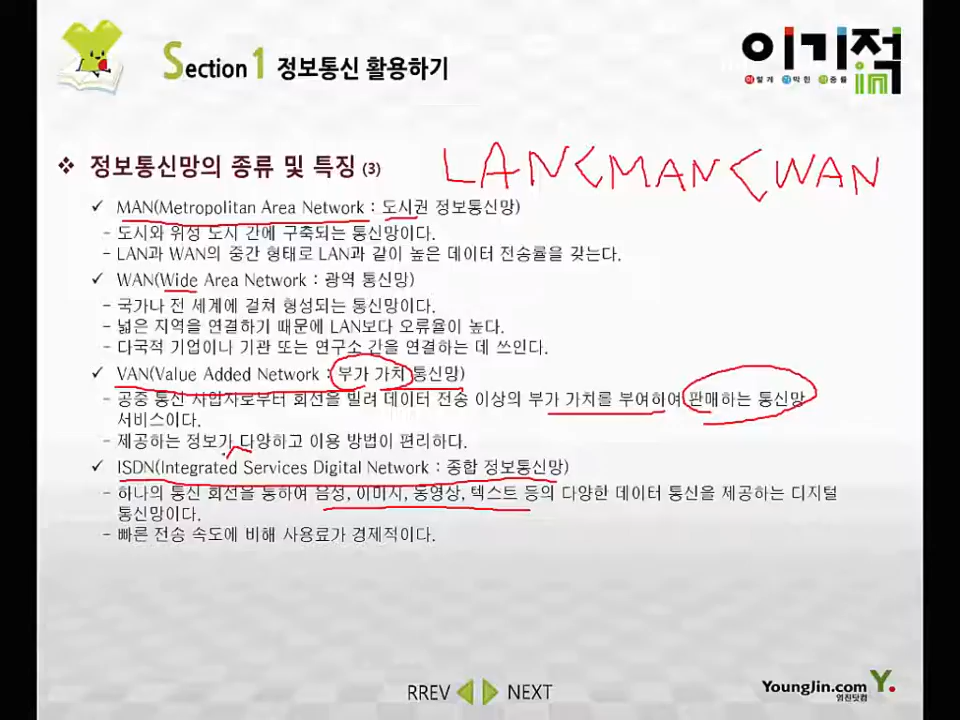 Section 1 정보통신 활용하기
이기적in
이렇게 기막힌 적중률
❖ 정보통신망의 종류 및 특징 (3)
LAN<MAN<WAN
✓ MAN(Metropolitan Area Network : 도시권 정보통신망)
- 도시와 위성 도시 간에 구축되는 통신망이다.
- LAN과 WAN의 중간 형태로 LAN과 같이 높은 데이터 전송률을 갖는다.
✓ WAN(Wide Area Network : 광역 통신망)
- 국가나 전 세계에 걸쳐 형성되는 통신망이다.
- 넓은 지역을 연결하기 때문에 LAN보다 오류율이 높다.
- 다국적 기업이나 기관 또는 연구소 간을 연결하는 데 쓰인다.
✓ VAN(Value Added Network : 부가 가치 통신망)
- 공중 통신 사업자로부터 회선을 빌려 데이터 전송 이상의 부가 가치를 부여하여 판매하는 통신망
서비스이다.
- 제공하는 정보가 다양하고 이용 방법이 편리하다.
✓ ISDN(Integrated Services Digital Network : 종합 정보통신망)
- 하나의 통신 회선을 통하여 음성, 이미지, 동영상, 텍스트 등의 다양한 데이터 통신을 제공하는 디지털
통신망이다.
- 빠른 전송 속도에 비해 사용료가 경제적이다.
RREV NEXT
YoungJin.com Y.
영진닷컴